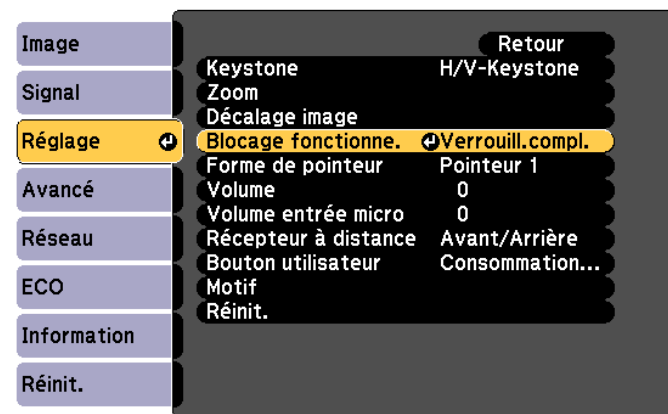 Image
Signal
Réglage
Avancé
Réseau
ECO
Information
Réinit.
Retour
Keystone H/V-Keystone
Zoom
Décalage image
Blocage fonctionne. Verrouill.compl.
Forme de pointeur Pointeur 1
Volume 0
Volume entrée micro 0
Récepteur à distance Avant/Arrière
Bouton utilisateur Consommation...
Motif
Réinit.